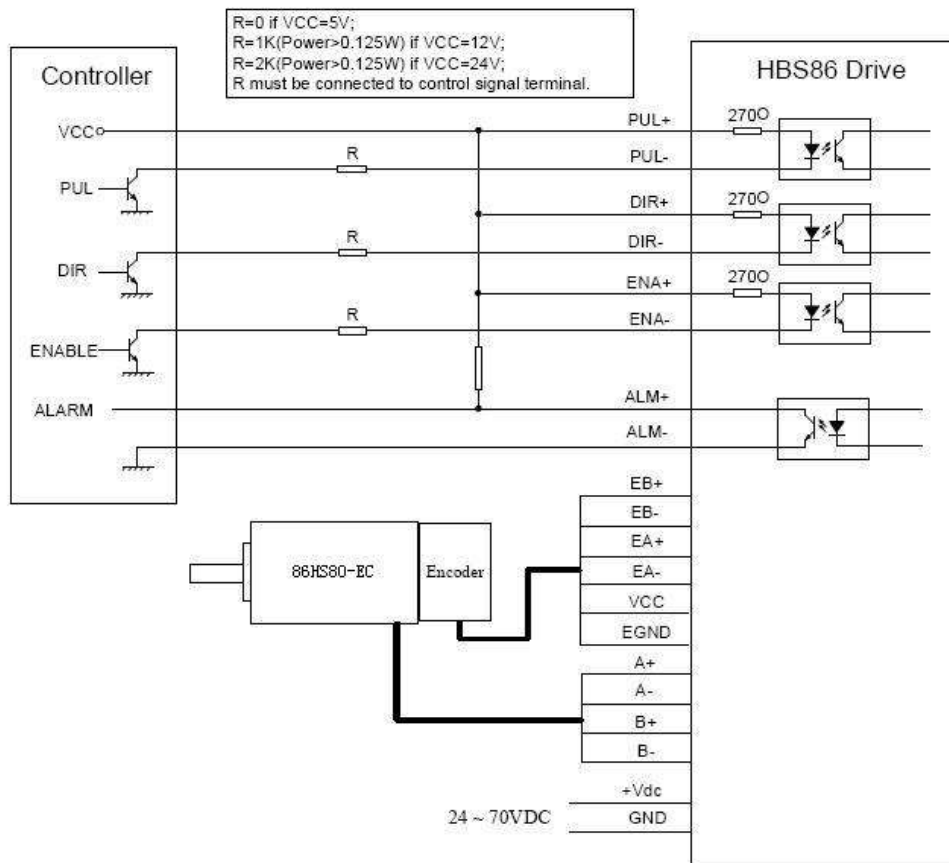 R=0 if VCC=5V;
R=1K(Power>0.125W) if VCC=12V;
R=2K(Power>0.125W) if VCC=24V;
R must be connected to control signal terminal.
Controller
HBS86 Drive
VCC
PUL+
270O
R
PUL-
PUL
DIR+
270O
R
DIR-
DIR
ENA+
270O
R
ENA-
ENABLE
ALARM
ALM+
ALM-
EB+
EB-
EA+
EA-
VCC
EGND
86HS80-EC
Encoder
A+
A-
B+
B-
+Vdc
24 ~ 70VDC
GND